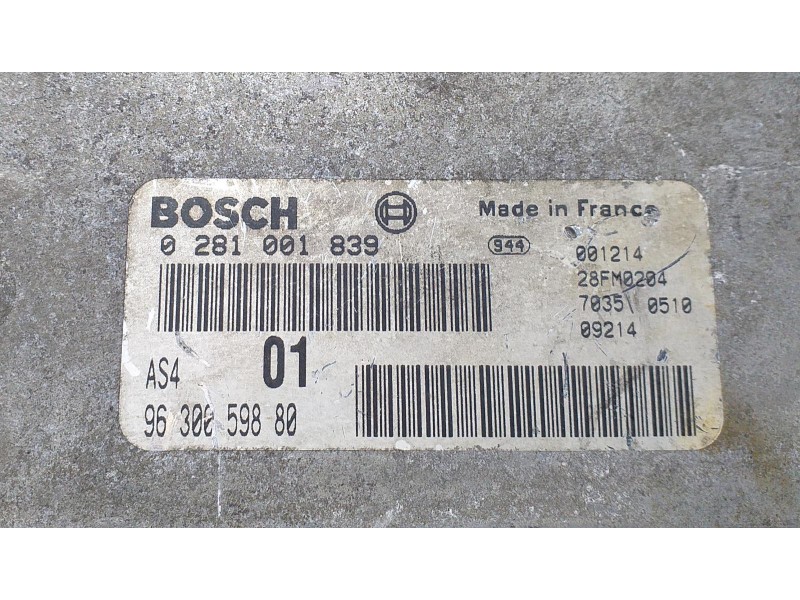 BOSCH Made in France
0 281 001 839 944 001214
28FM0204
7035 0510
09214
AS4 01
96 300 598 80